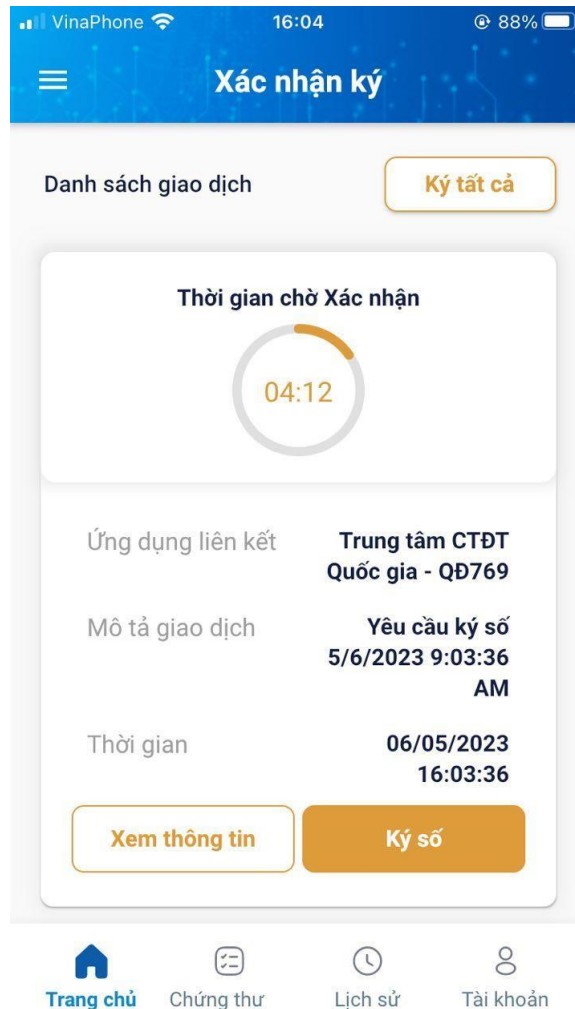 VinaPhone 16:04 88%
Xác nhận ký
Danh sách giao dịch Ký tất cả
Thời gian chờ Xác nhận
04:12
Ứng dụng liên kết Trung tâm CTĐT
Quốc gia - QĐ769
Mô tả giao dịch Yêu cầu ký số
5/6/2023 9:03:36
AM
Thời gian 06/05/2023
16:03:36
Xem thông tin Ký số
Trang chủ Chứng thư Lịch sử Tài khoản